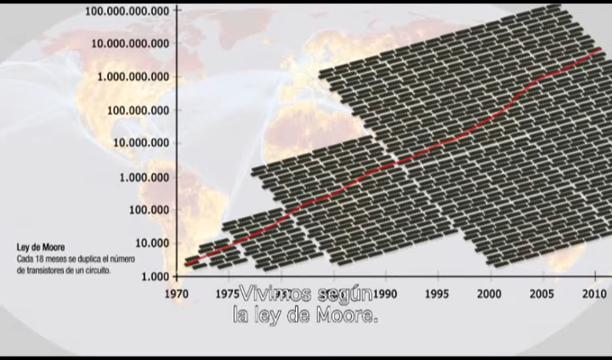 100.000.000.000
10.000.000.000
1.000.000.000
100.000.000
10.000.000
1.000.000
100.000
10.000
1.000
Ley de Moore
Cada 18 meses se duplica el número
de transistores de un circuito.
1970 1975 1990 1995 2000 2005 2010
Vivimos según
la ley de Moore.